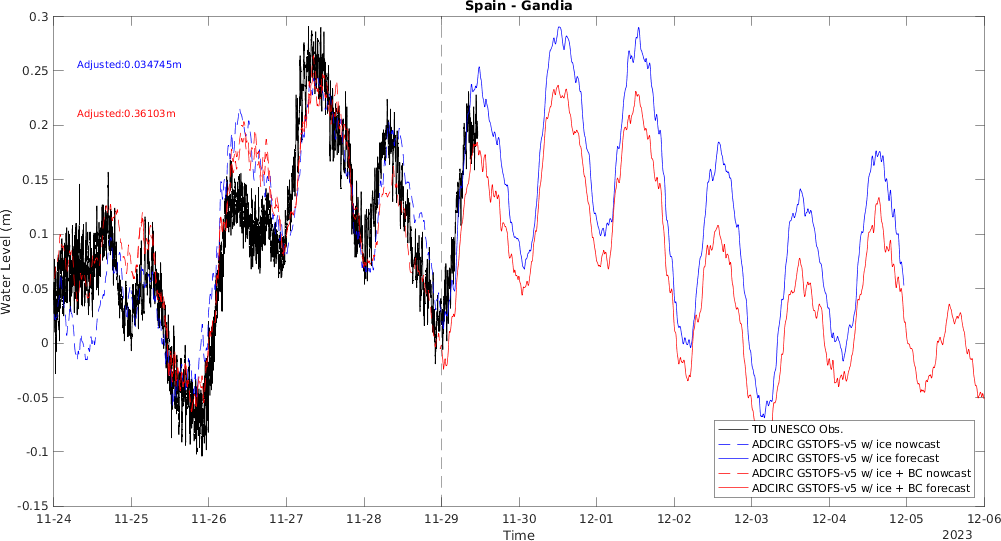 Spain - Gandia
0.3
0.25
0.2
0.15
0.1
0.05
0
-0.05
-0.1
-0.15
Water Level (m)
Adjusted:0.034745m
Adjusted:0.36103m
TD UNESCO Obs.
ADCIRC GSTOFS-v5 w/ ice nowcast
ADCIRC GSTOFS-v5 w/ ice forecast
ADCIRC GSTOFS-v5 w/ ice + BC nowcast
ADCIRC GSTOFS-v5 w/ ice + BC forecast
11-24 11-25 11-26 11-27 11-28 11-29 11-30 12-01 12-02 12-03 12-04 12-05 12-06
Time
2023